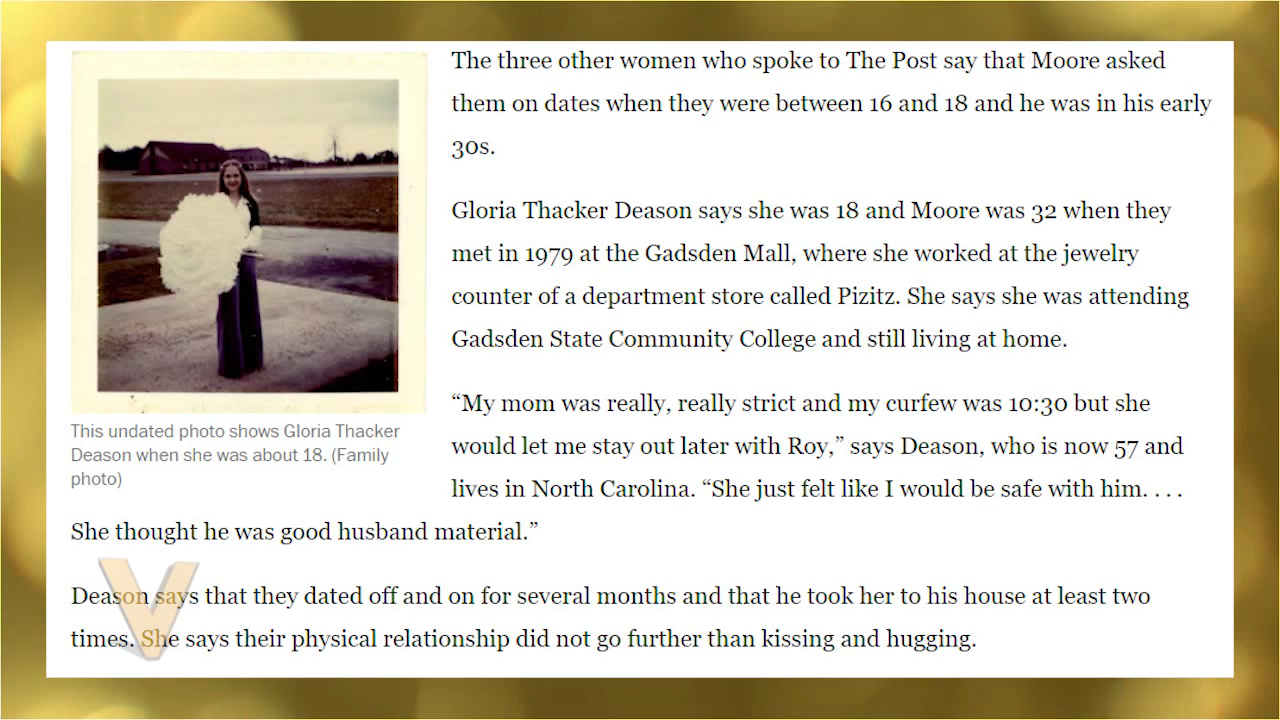 The three other women who spoke to The Post say that Moore asked
them on dates when they were between 16 and 18 and he was in his early
30s.
Gloria Thacker Deason says she was 18 and Moore was 32 when they
met in 1979 at the Gadsden Mall, where she worked at the jewelry
counter of a department store called Pizitz. She says she was attending
Gadsden State Community College and still living at home.
“My mom was really, really strict and my curfew was 10:30 but she
would let me stay out later with Roy,” says Deason, who is now 57 and
lives in North Carolina. “She just felt like I would be safe with him. . . .
She thought he was good husband material.”
This undated photo shows Gloria Thacker
Deason when she was about 18. (Family
photo)
Deason says that they dated off and on for several months and that he took her to his house at least two
times. She says their physical relationship did not go further than kissing and hugging.
V